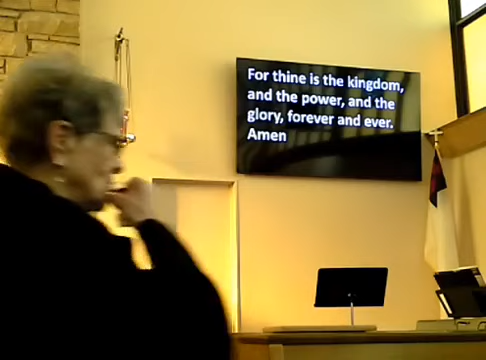 For thine is the kingdom,
and the power, and the
glory, forever and ever.
Amen